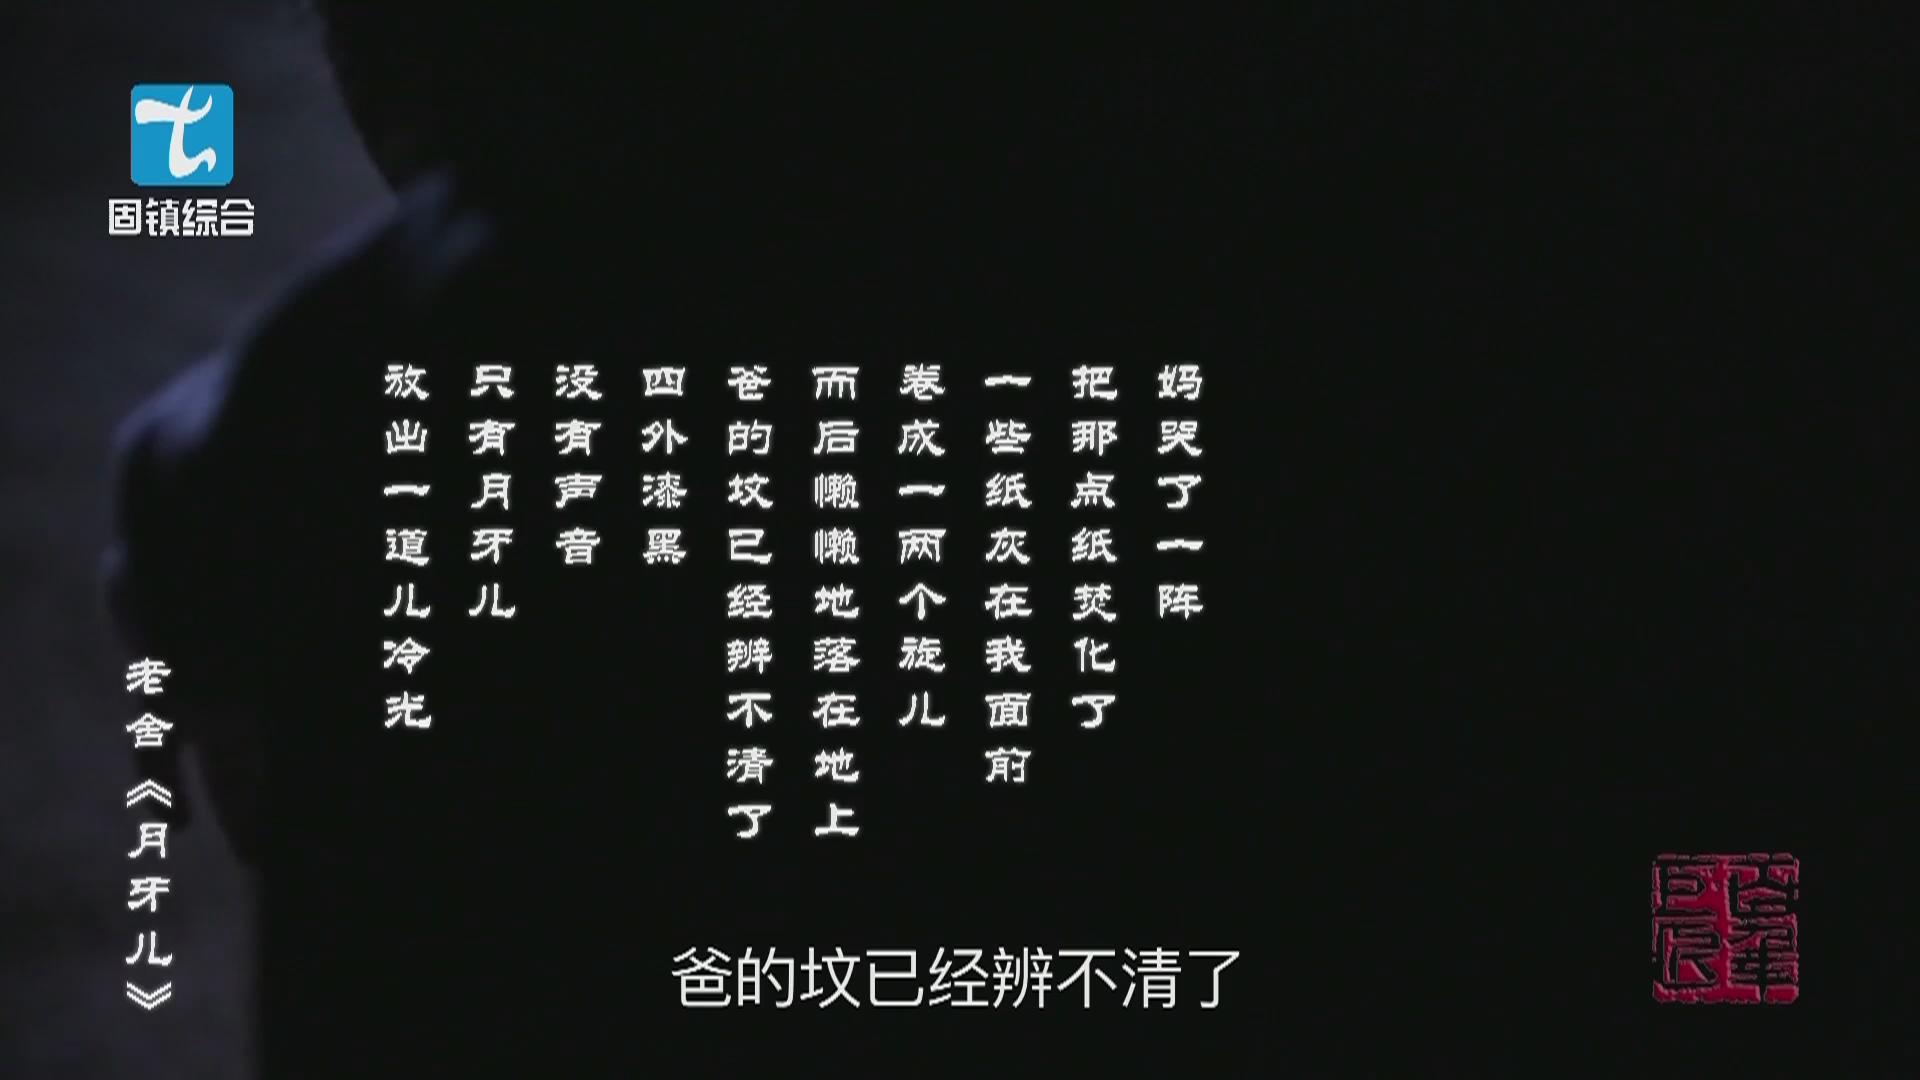 固镇综合
妈哭了一阵
把那点纸焚化了
一些纸灰在我面前
卷成一两个旋儿
而后懒懒地落在地上
爸的坟已经辨不清了
四外漆黑
没有声音
只有月牙儿
放出一道儿冷光
老舍《月牙儿》
爸的坟已经辨不清了